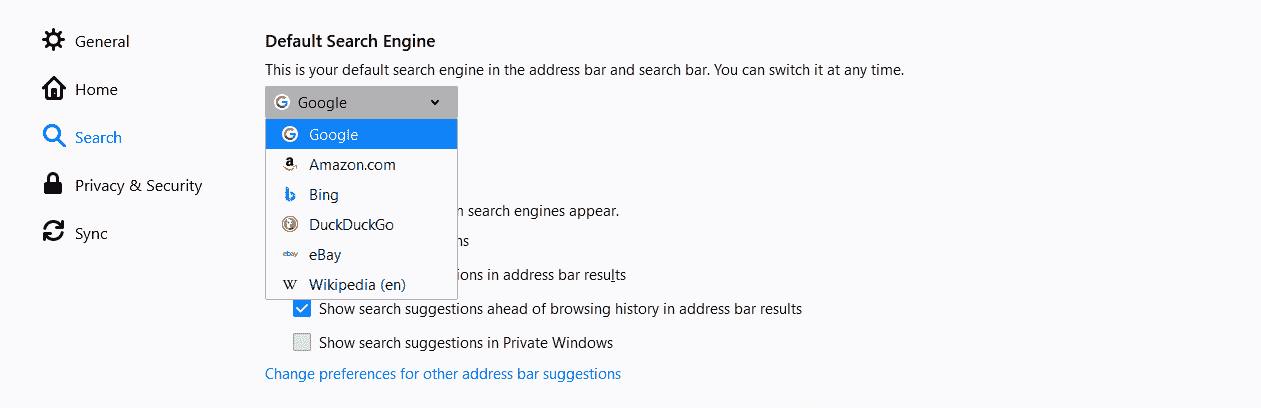 General
Home
Search
Privacy & Security
Sync
Default Search Engine
This is your default search engine in the address bar and search bar. You can switch it at any time.
Google
Google
Amazon.com
Bing
DuckDuckGo
eBay
Wikipedia (en)
search engines appear.
in address bar results
Show search suggestions ahead of browsing history in address bar results
Show search suggestions in Private Windows
Change preferences for other address bar suggestions